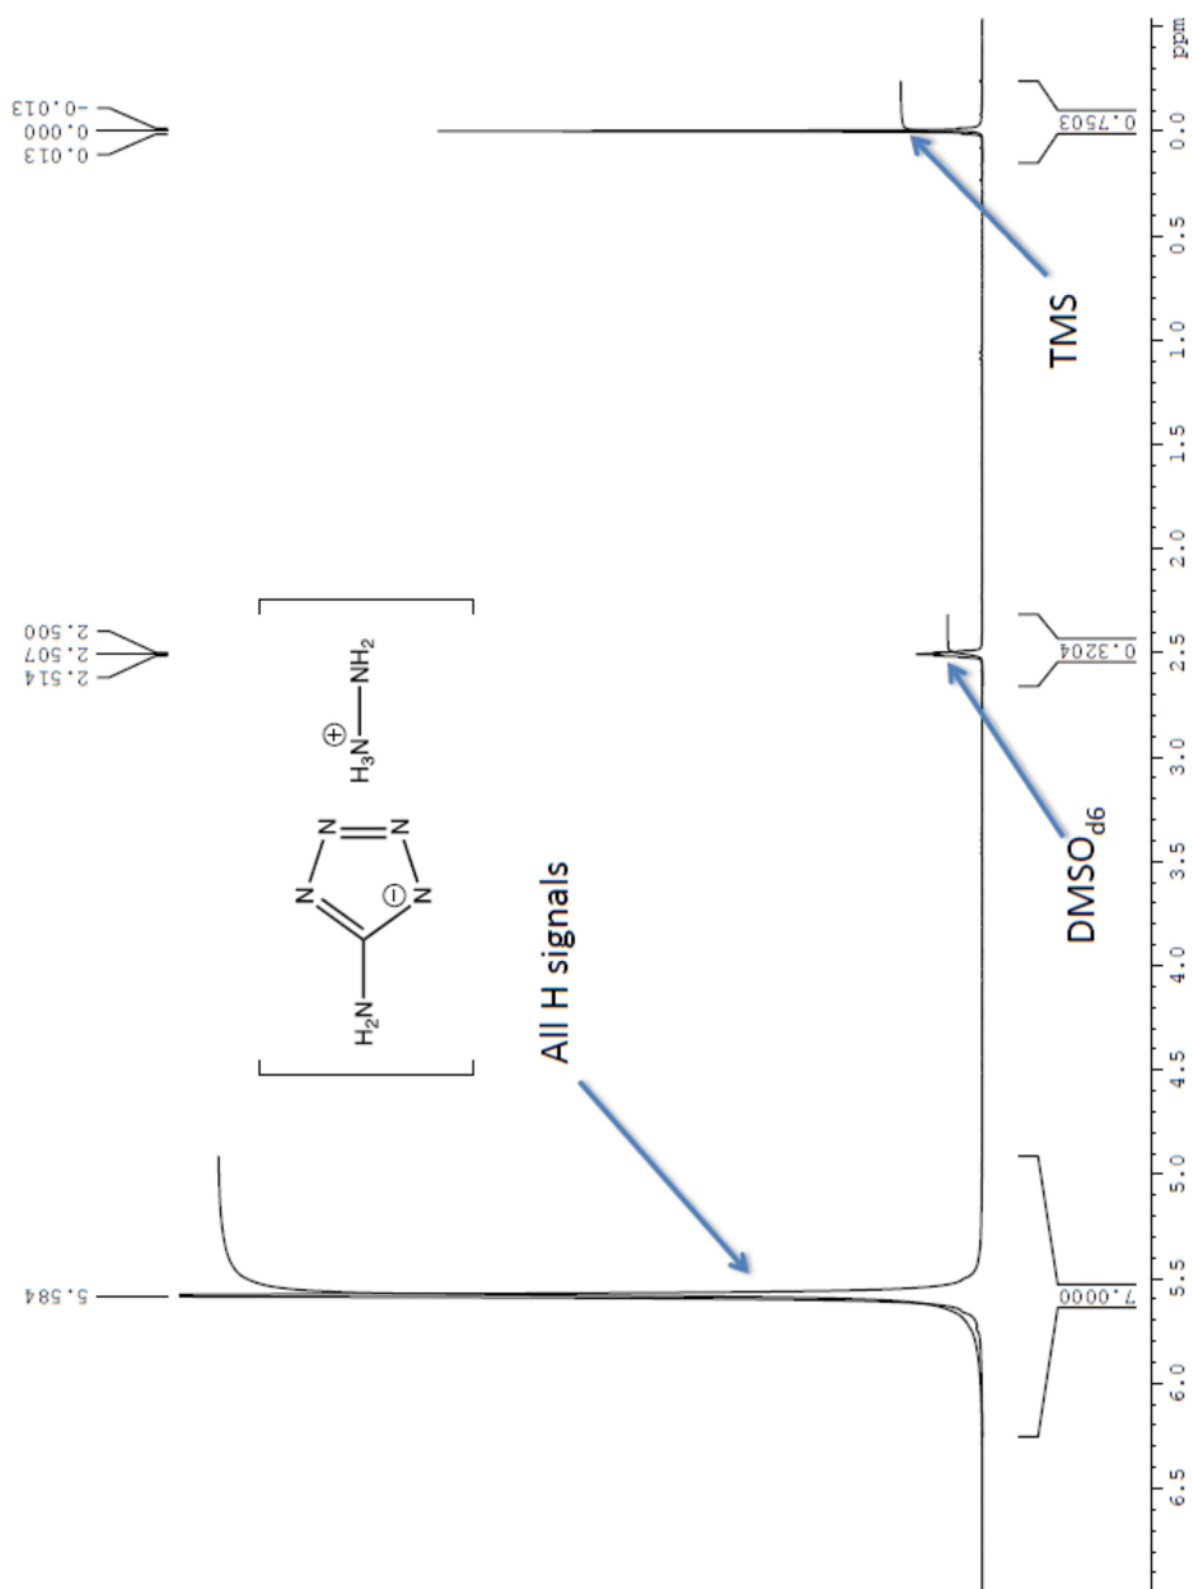 5.584
2.514
2.507
2.500
0.013
0.000
-0.013
H₂N
N
N
N
N
⊖
⊕
H₃N
NH₂
All H signals
DMSOd6
TMS
7.0000
0.3204
0.7503
6.5 6.0 5.5 5.0 4.5 4.0 3.5 3.0 2.5 2.0 1.5 1.0 0.5 0.0 ppm